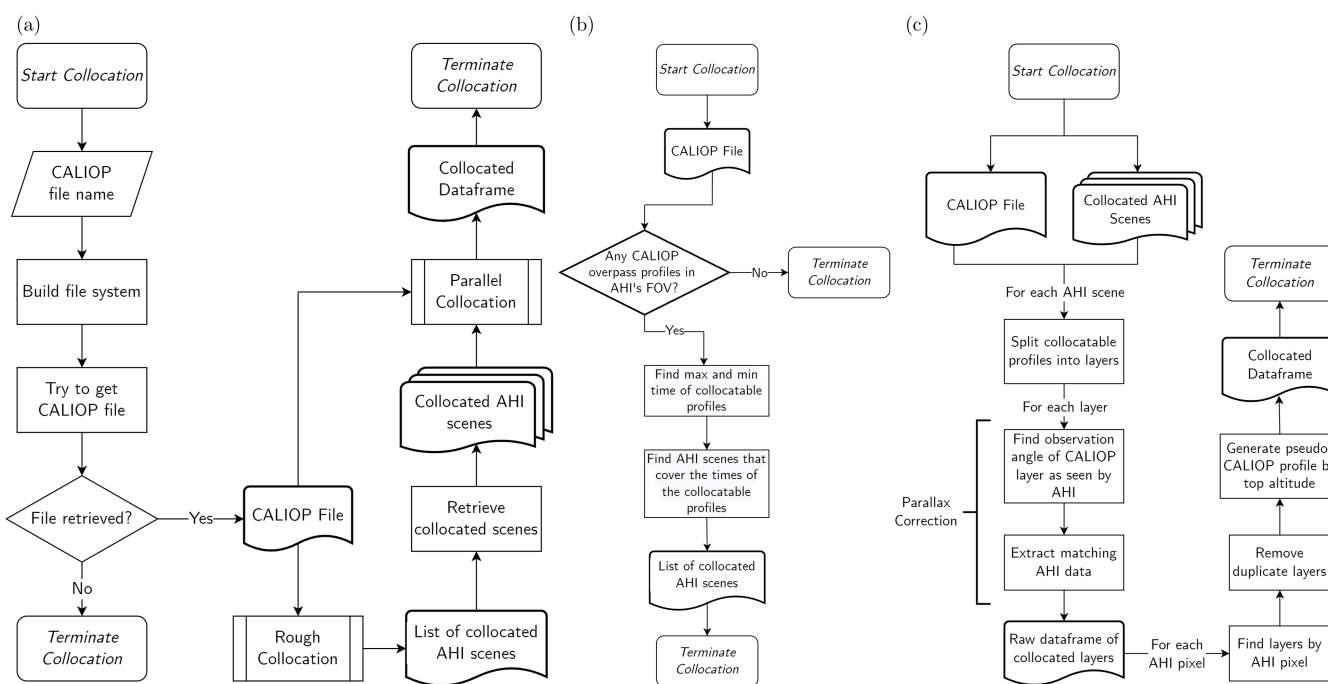 (a)
Start Collocation
CALIOP
file name
Build file system
Try to get
CALIOP file
File retrieved?
Yes
No
Terminate
Collocation
CALIOP File
Rough
Collocation
List of collocated
AHI scenes
Retrieve
collocated scenes
Collocated AHI
scenes
Parallel
Collocation
Collocated
Dataframe
Terminate
Collocation
(b)
Start Collocation
CALIOP File
Any CALIOP
overpass profiles in
AHI's FOV?
No
Terminate
Collocation
Yes
Find max and min
time of collocatable
profiles
Find AHI scenes that
cover the times of
the collocatable
profiles
List of collocated
AHI scenes
Terminate
Collocation
(c)
Start Collocation
CALIOP File
Collocated AHI
Scenes
For each AHI scene
Split collocatable
profiles into layers
For each layer
Find observation
angle of CALIOP
layer as seen by
AHI
Parallax
Correction
Extract matching
AHI data
Raw dataframe of
collocated layers
For each
AHI pixel
Find layers by
AHI pixel
Remove
duplicate layers
Generate pseudo
CALIOP profile b
top altitude
Collocated
Dataframe
Terminate
Collocation